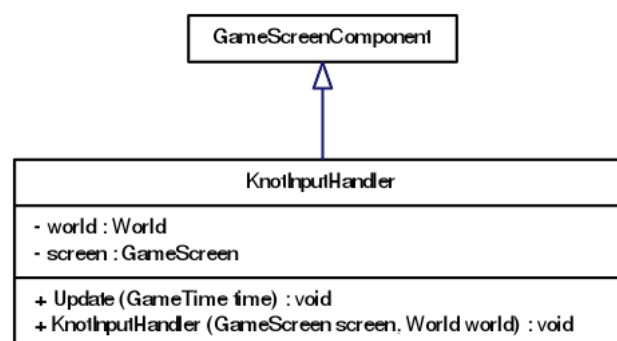 GameScreenComponent
KnotInputHandler
- world : World
- screen : GameScreen
+ Update (GameTime time) : void
+ KnotInputHandler (GameScreen screen, World world) : void